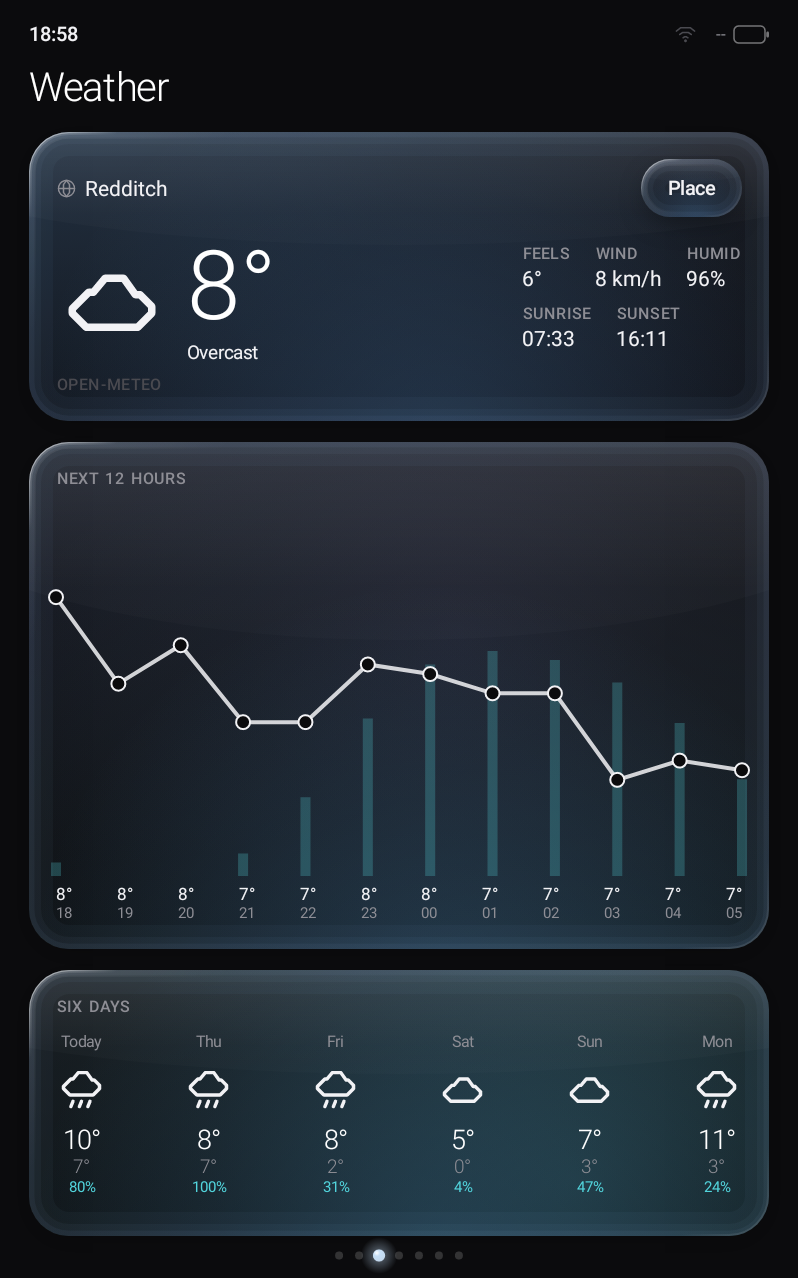 18:58 --
Weather
Redditch Place
8°
Overcast
FEELS WIND HUMID
6° 8 km/h 96%
SUNRISE SUNSET
07:33 16:11
OPEN-METEO
NEXT 12 HOURS
8° 8° 8° 7° 7° 8° 8° 7° 7° 7° 7° 7°
18 19 20 21 22 23 00 01 02 03 04 05
SIX DAYS
Today Thu Fri Sat Sun Mon
10° 8° 8° 5° 7° 11°
7° 7° 2° 0° 3° 3°
80% 100% 31% 4% 47% 24%